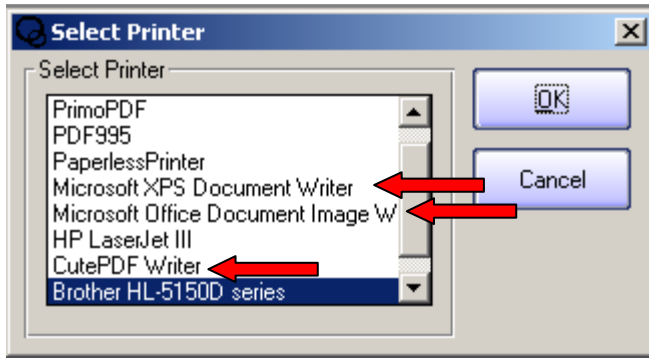 Select Printer
Select Printer
PrimoPDF
PDF995
PaperlessPrinter
Microsoft XPS Document Writer
Microsoft Office Document Image W
HP LaserJet III
CutePDF Writer
Brother HL-5150D series
OK
Cancel